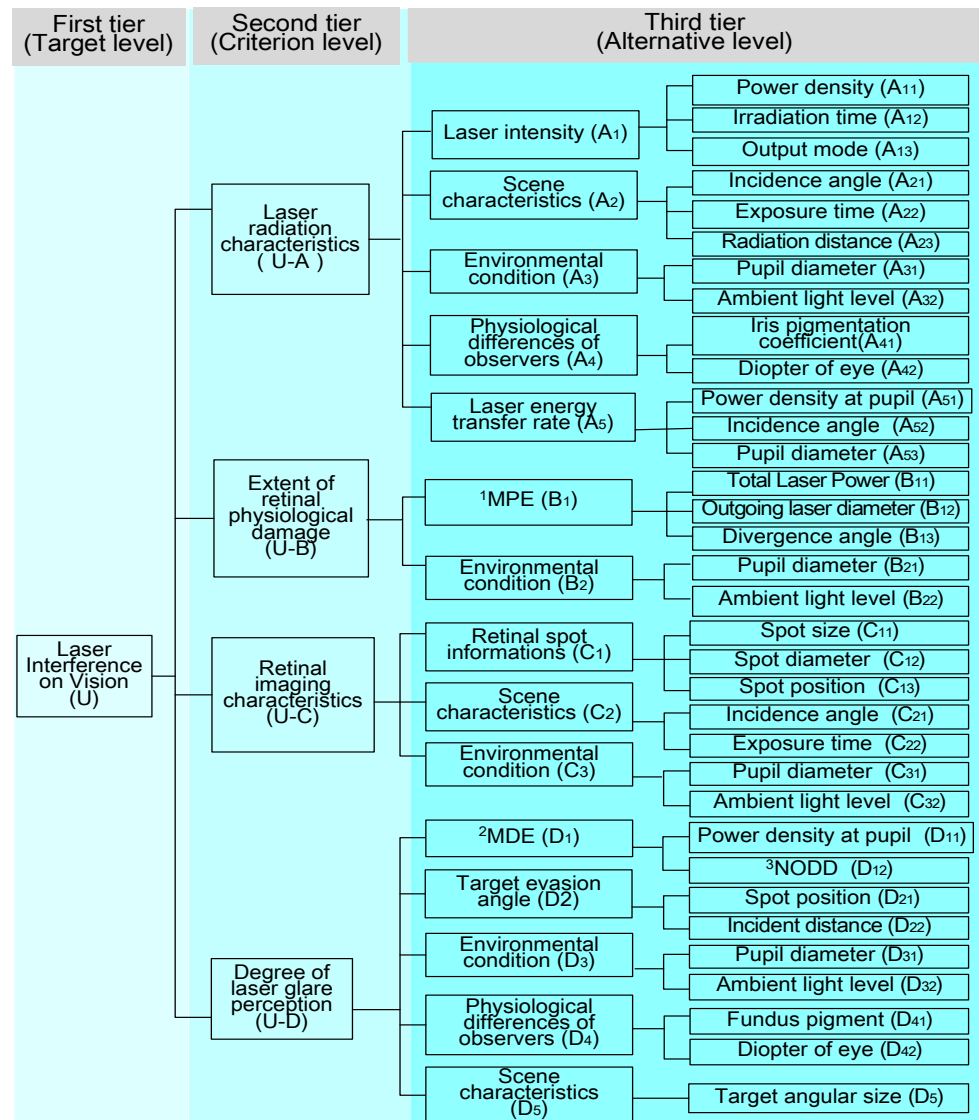 First tier
(Target level)
Second tier
(Criterion level)
Third tier
(Alternative level)
Laser
Interference
on Vision
(U)
Laser
radiation
characteristics
( U-A )
Laser intensity (A1)
Power density (A11)
Irradiation time (A12)
Output mode (A13)
Scene
characteristics (A2)
Incidence angle (A21)
Exposure time (A22)
Radiation distance (A23)
Environmental
condition (A3)
Pupil diameter (A31)
Ambient light level (A32)
Physiological
differences of
observers (A4)
Iris pigmentation
coefficient(A41)
Diopter of eye (A42)
Laser energy
transfer rate (A5)
Power density at pupil (A51)
Incidence angle (A52)
Pupil diameter (A53)
Extent of
retinal
physiological
damage
(U-B)
1MPE (B1)
Total Laser Power (B11)
Outgoing laser diameter (B12)
Divergence angle (B13)
Environmental
condition (B2)
Pupil diameter (B21)
Ambient light level (B22)
Retinal
imaging
characteristics
(U-C)
Retinal spot
informations (C1)
Spot size (C11)
Spot diameter (C12)
Spot position (C13)
Scene
characteristics (C2)
Incidence angle (C21)
Exposure time (C22)
Environmental
condition (C3)
Pupil diameter (C31)
Ambient light level (C32)
Degree of
laser glare
perception
(U-D)
2MDE (D1)
Power density at pupil (D11)
3NODD (D12)
Target evasion
angle (D2)
Spot position (D21)
Incident distance (D22)
Environmental
condition (D3)
Pupil diameter (D31)
Ambient light level (D32)
Physiological
differences of
observers (D4)
Fundus pigment (D41)
Diopter of eye (D42)
Scene
characteristics
(D5)
Target angular size (D5)